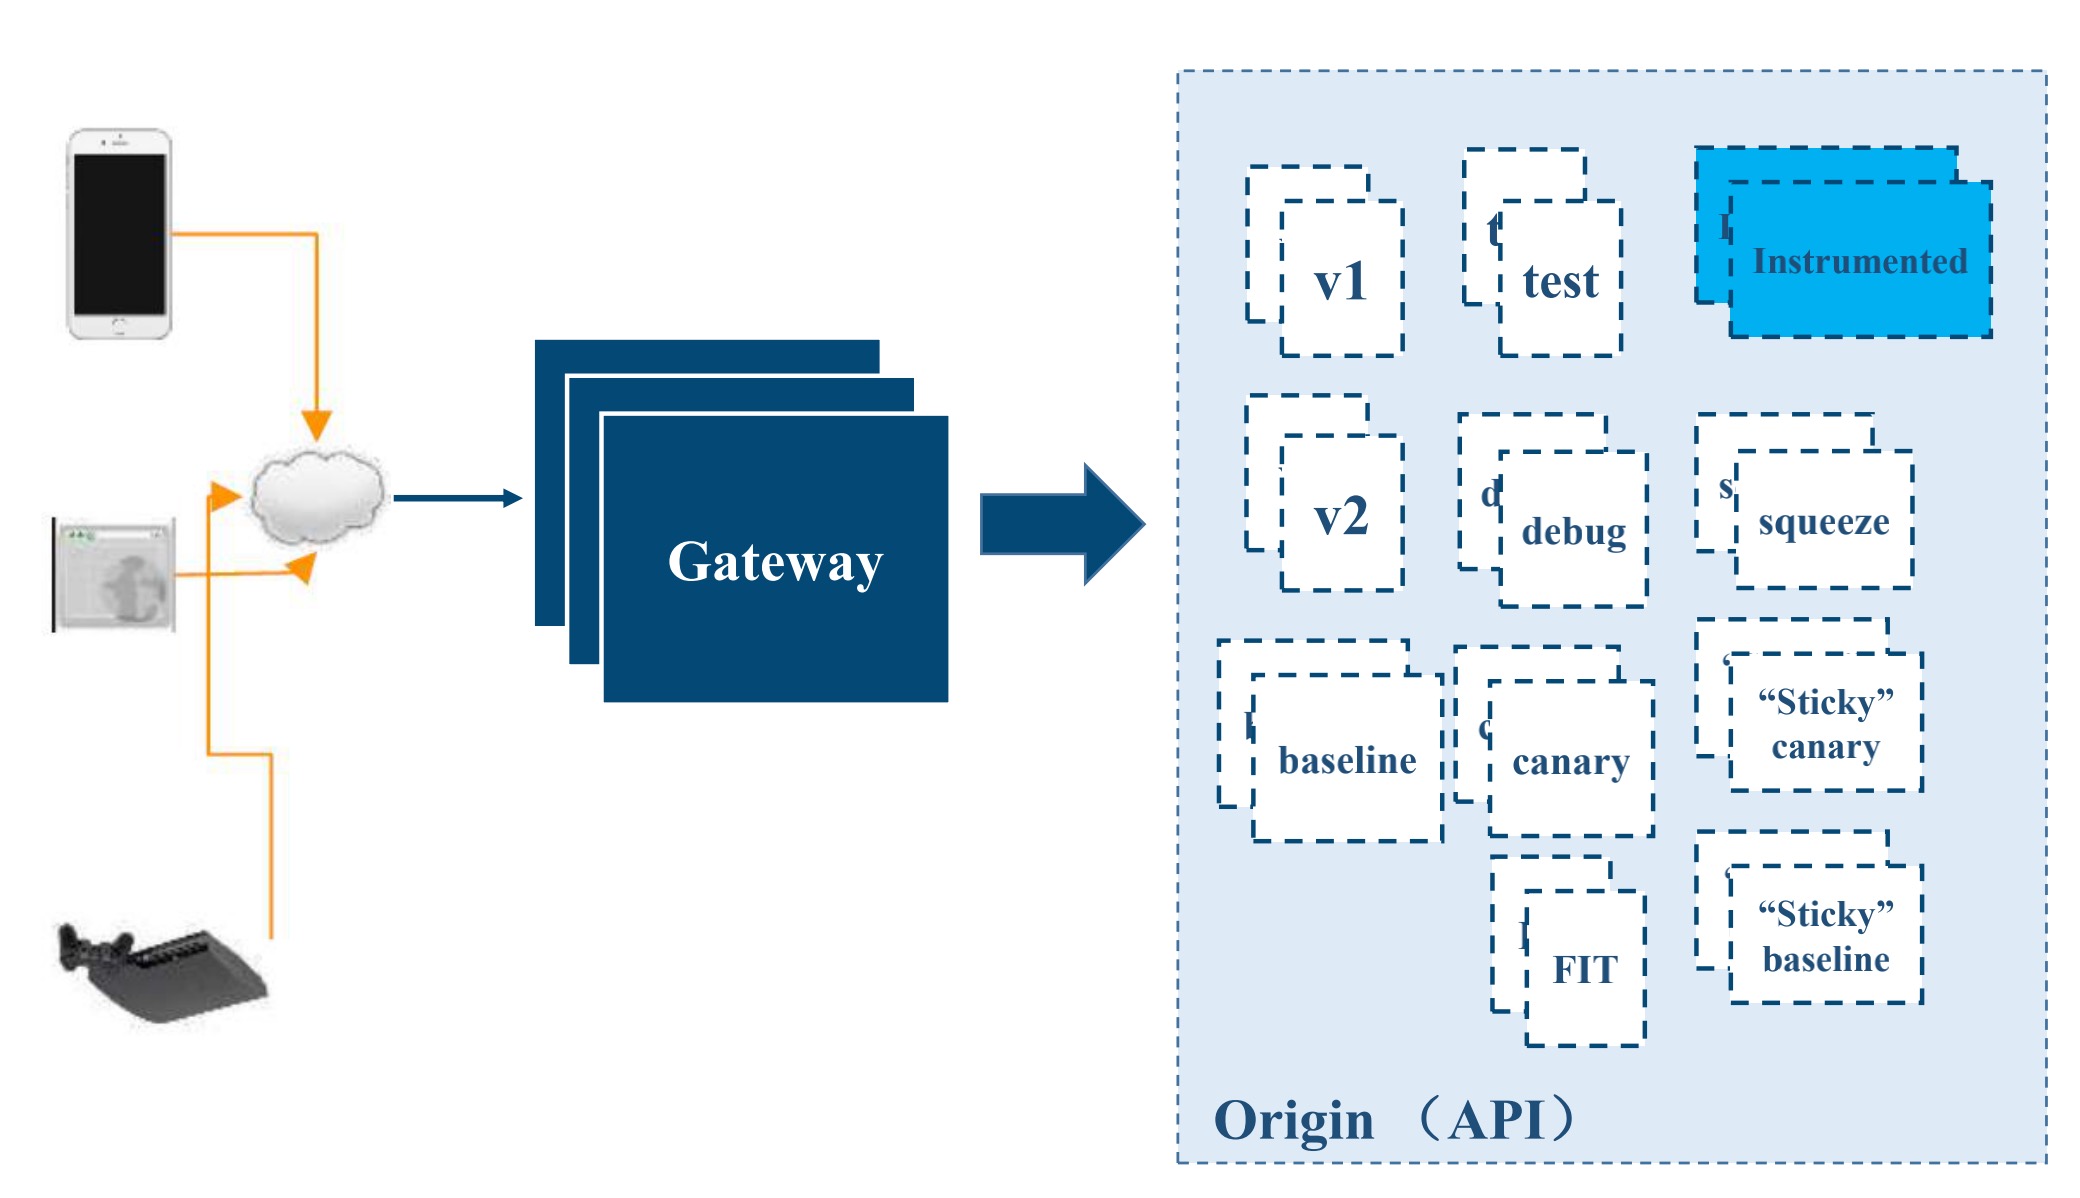 v1
test
Instrumented
v2
debug
squeeze
Gateway
baseline
canary
“Sticky”
canary
FIT
“Sticky”
baseline
Origin （API）